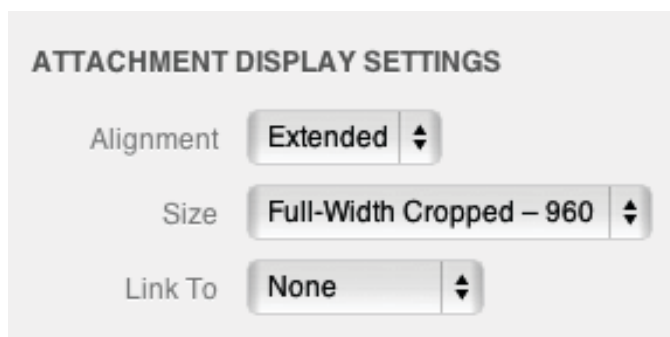 ATTACHMENT DISPLAY SETTINGS
Alignment Extended
Size Full-Width Cropped – 960
Link To None